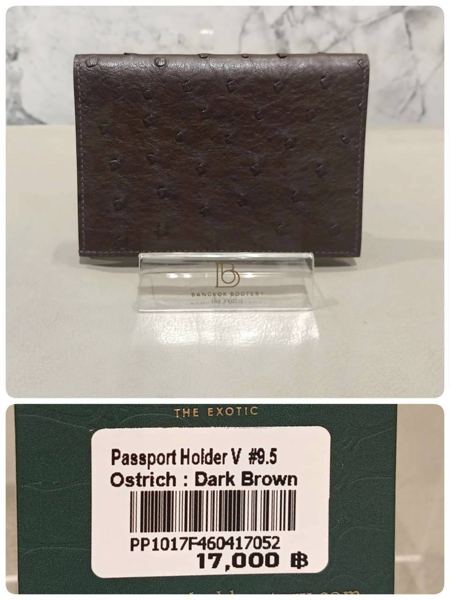 B
BANGKOK BOOTERY
THE EXOTIC
Passport Holder V #9.5
Ostrich : Dark Brown
PP1017F460417052
17,000 ฿